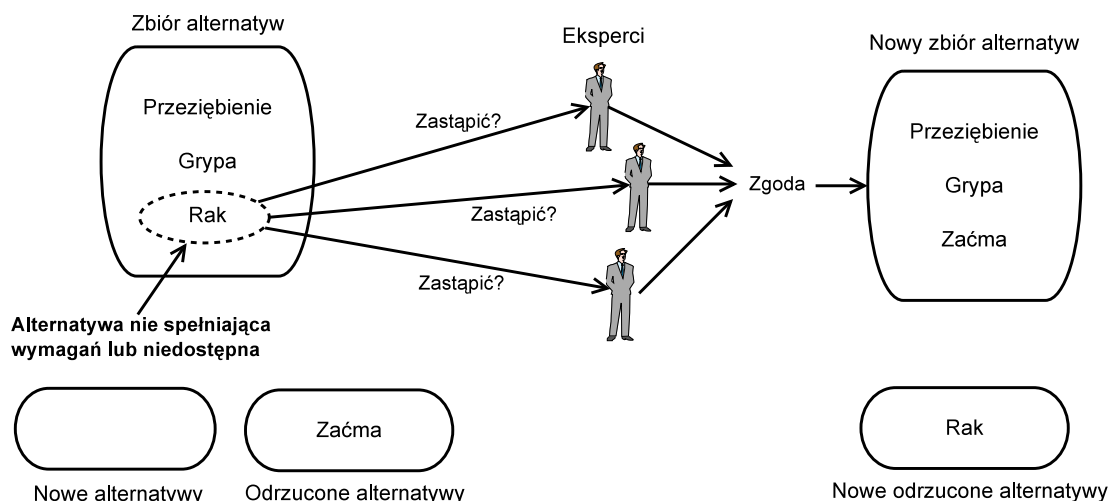 Zbiór alternatyw
Eksperci
Nowy zbiór alternatyw
Przeziębienie
Grypa
Rak
Zastąpić?
Zastąpić?
Zastąpić?
Zgoda
Przeziębienie
Grypa
Zaćma
Alternatywa nie spełniająca
wymagań lub niedostępna
Zaćma
Rak
Nowe alternatywy
Odrzucone alternatywy
Nowe odrzucone alternatywy